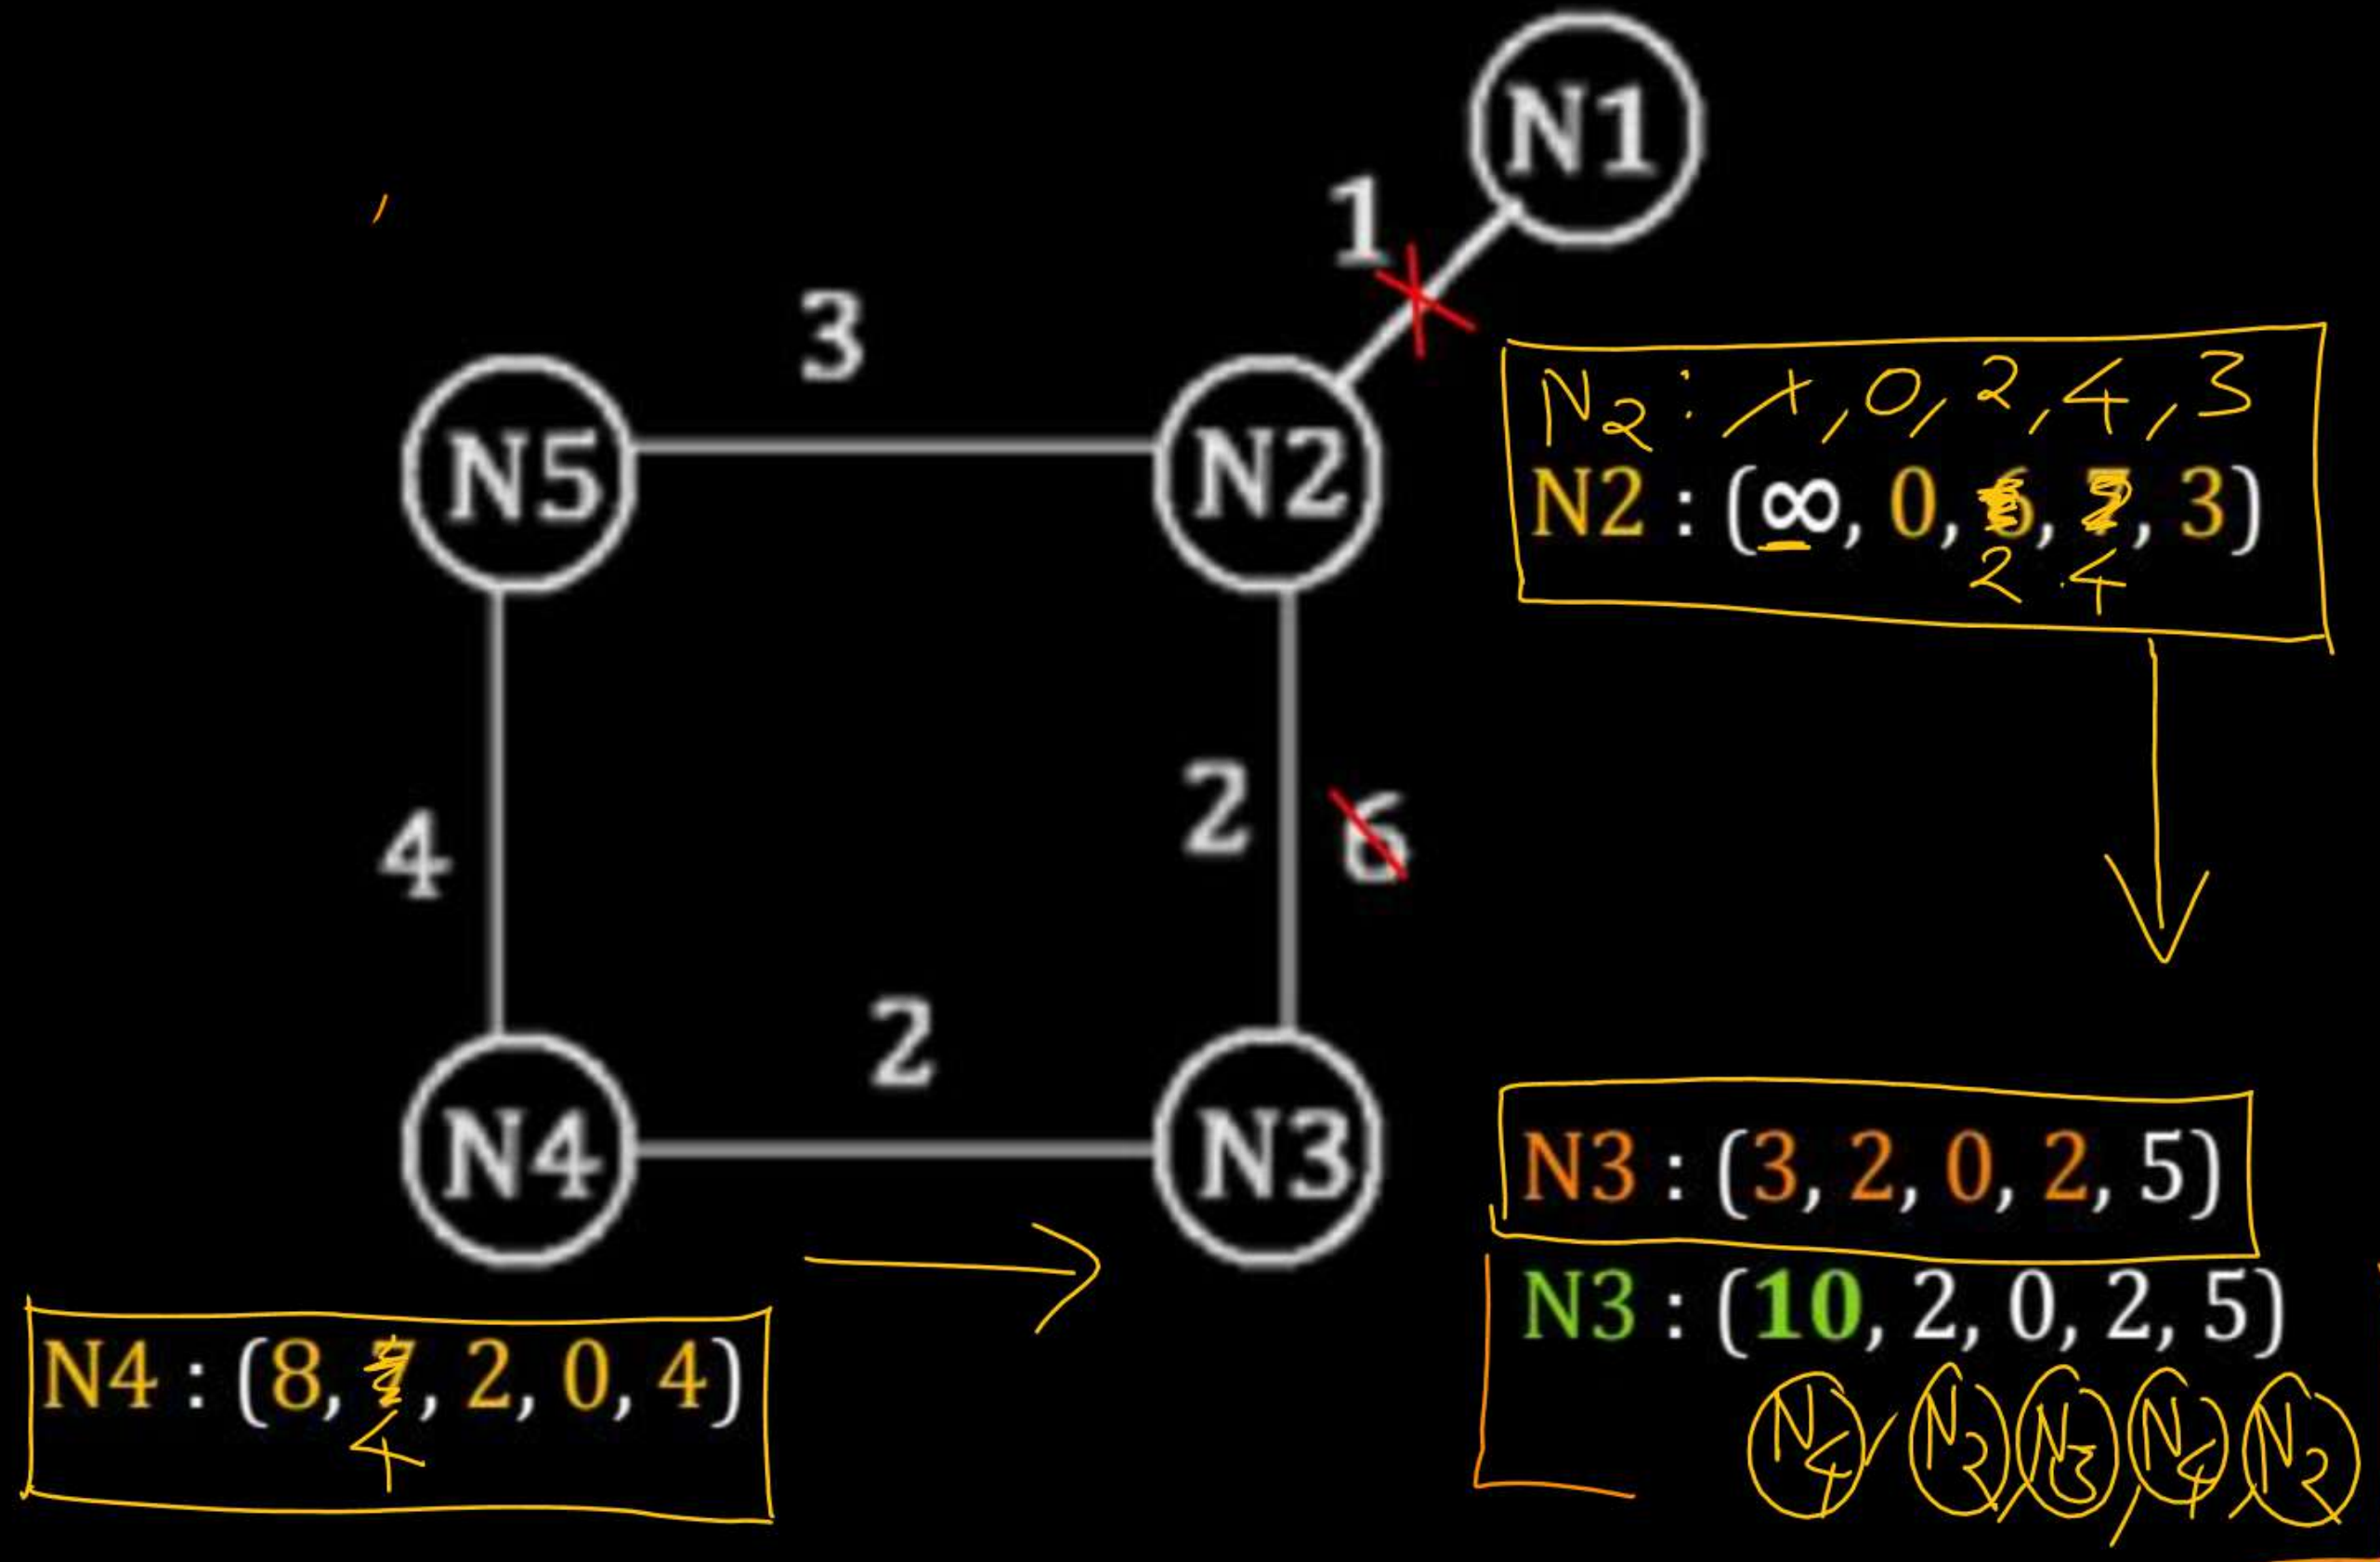 N1
1
3
N5
N2
N2 : 1, 0, 2, 4, 3
N2 : (∞, 0, 6, 7, 3)
2 4
4
2
6
2
N4
N3
N3 : (3, 2, 0, 2, 5)
N3 : (10, 2, 0, 2, 5)
N4 : (8, 7, 2, 0, 4)
4
N4, N2, N3, N4, N2